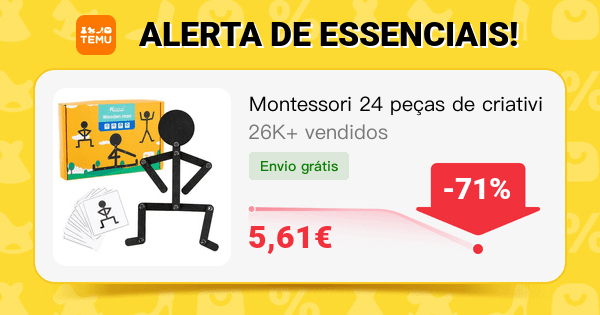 TEMU
ALERTA DE ESSENCIAIS!
Montessori 24 peças de criativi
26K+ vendidos
Envio grátis
-71%
5,61€